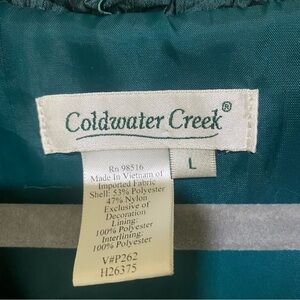 Coldwater Creek®
L
Rn 98516
Made In Vietnam of
Imported Fabric
Shell: 53% Polyester
47% Nylon
Exclusive of
Decoration
Lining:
100% Polyester
Interlining:
100% Polyester
V#P262
H26375